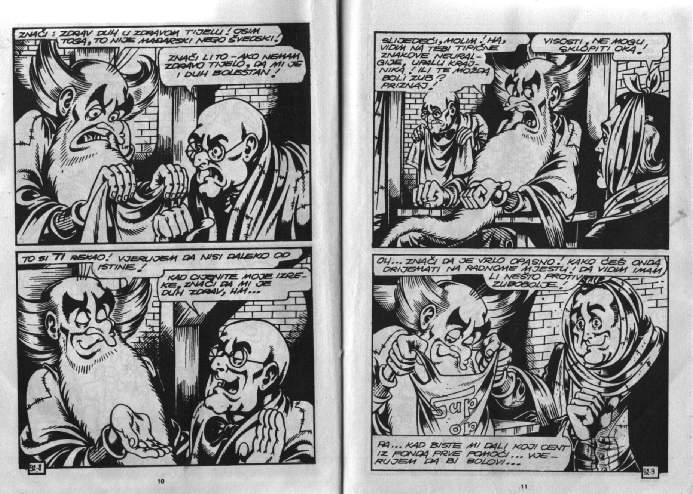 ZNAČI: ZDRAV DUH U ZDRAVOM TIJELU! OSIM
TOGA, TO NIJE MAĐARSKI NEGO ŠVEDSKI!
ZNAČI LI TO - AKO NEMAM
ZDRAVO TIJELO, DA MI JE
I DUH BOLEŠTAN!
TO SI TI REKAO! VJERUJEM DA NISI DALEKO OD
ISTINE!
KAD CIJENITE MOJE IZRE-
KE, ZNAČI DA MI JE
DUH ZDRAV, HM...
10
SLIJEDEĆI, MOLIM! HA,
VIDIM NA TEBI TIPIČNE
ZNAKOVE NEURAL-
GIJE, UPALU KRAJ-
NIKA! ILI TE MOŽDA
BOLI ZUB?
PRIZNAJ!
VISOSTI, NE MOGU
SKLOPITI OKA!
OH... ZNAČI DA JE VRLO OPASNO! KAKO ĆEŠ ONDA
DRIJEMATI NA RADNOME MJESTU! DA VIDIM IMAM
LI NEŠTO PROTIV
ZUBOBOLJE...
PA... KAD BISTE MI DALI KOJI CENT
IZ FONDA PRVE POMOĆI... VJE-
RUJEM DA BI BOLOVI...
11